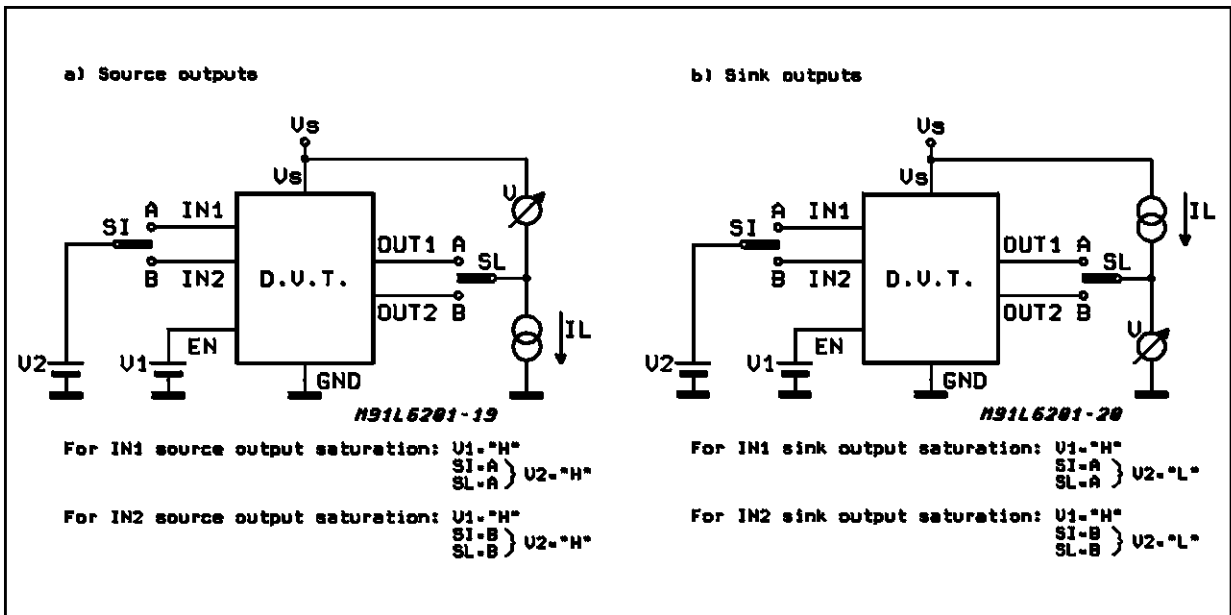 a) Source outputs
Vs
Vs
V
A
IN1
SI
B
IN2
D.V.T.
OUT1
A
SL
OUT2
B
IL
EN
V2
V1
GND
M91L6201-19
For IN1 source output saturation: V1="H"
SI=A
SL=A
} V2="H"
For IN2 source output saturation: V1="H"
SI=B
SL=B
} V2="H"
b) Sink outputs
Vs
Vs
A
IN1
SI
B
IN2
D.V.T.
OUT1
A
SL
OUT2
B
IL
V
EN
V2
V1
GND
M91L6201-20
For IN1 sink output saturation: V1="H"
SI=A
SL=A
} V2="L"
For IN2 sink output saturation: V1="H"
SI=B
SL=B
} V2="L"